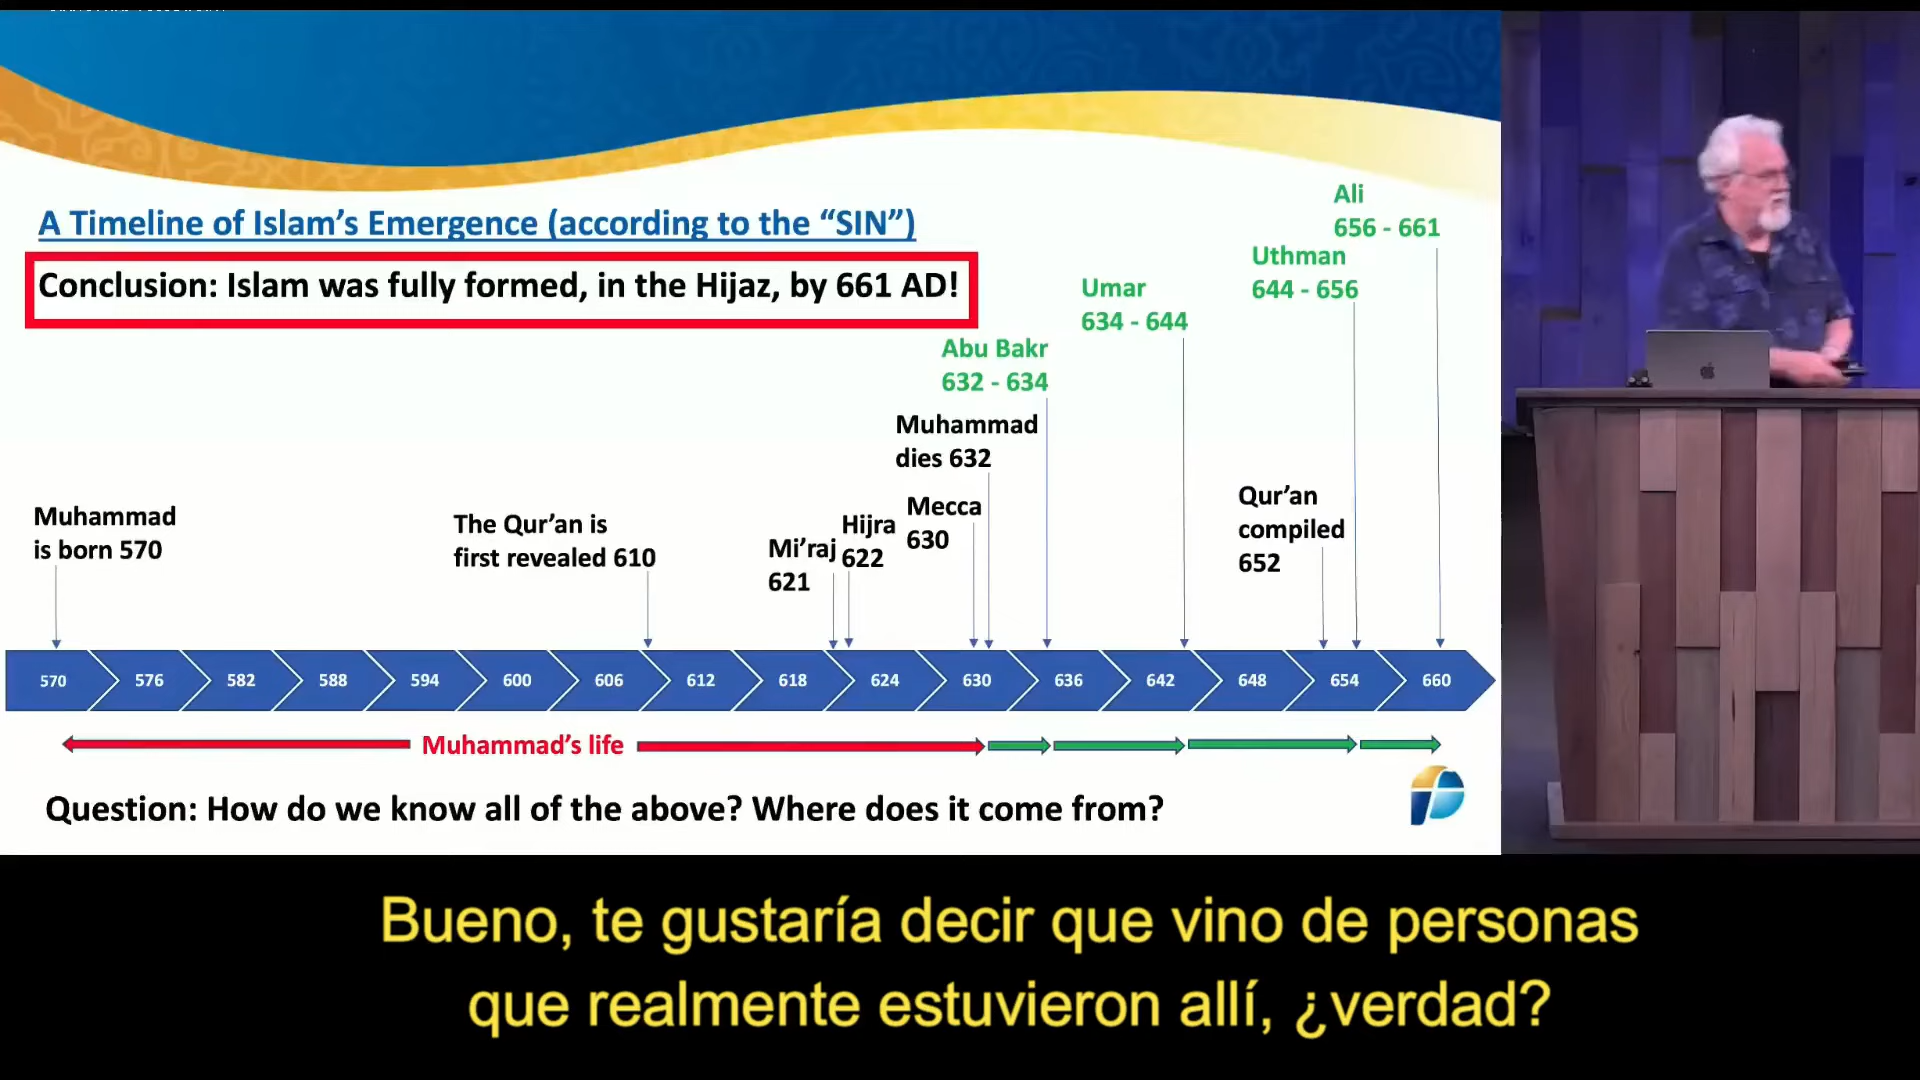 A Timeline of Islam's Emergence (according to the “SIN”)
Conclusion: Islam was fully formed, in the Hijaz, by 661 AD!
Ali
656 - 661
Uthman
644 - 656
Umar
634 - 644
Abu Bakr
632 - 634
Muhammad
dies 632
Mecca
630
Hijra
622
Mi’raj
621
The Qur’an is
first revealed 610
Muhammad
is born 570
Qur’an
compiled
652
570 576 582 588 594 600 606 612 618 624 630 636 642 648 654 660
Muhammad’s life
Question: How do we know all of the above? Where does it come from?
Bueno, te gustaría decir que vino de personas
que realmente estuvieron allí, ¿verdad?